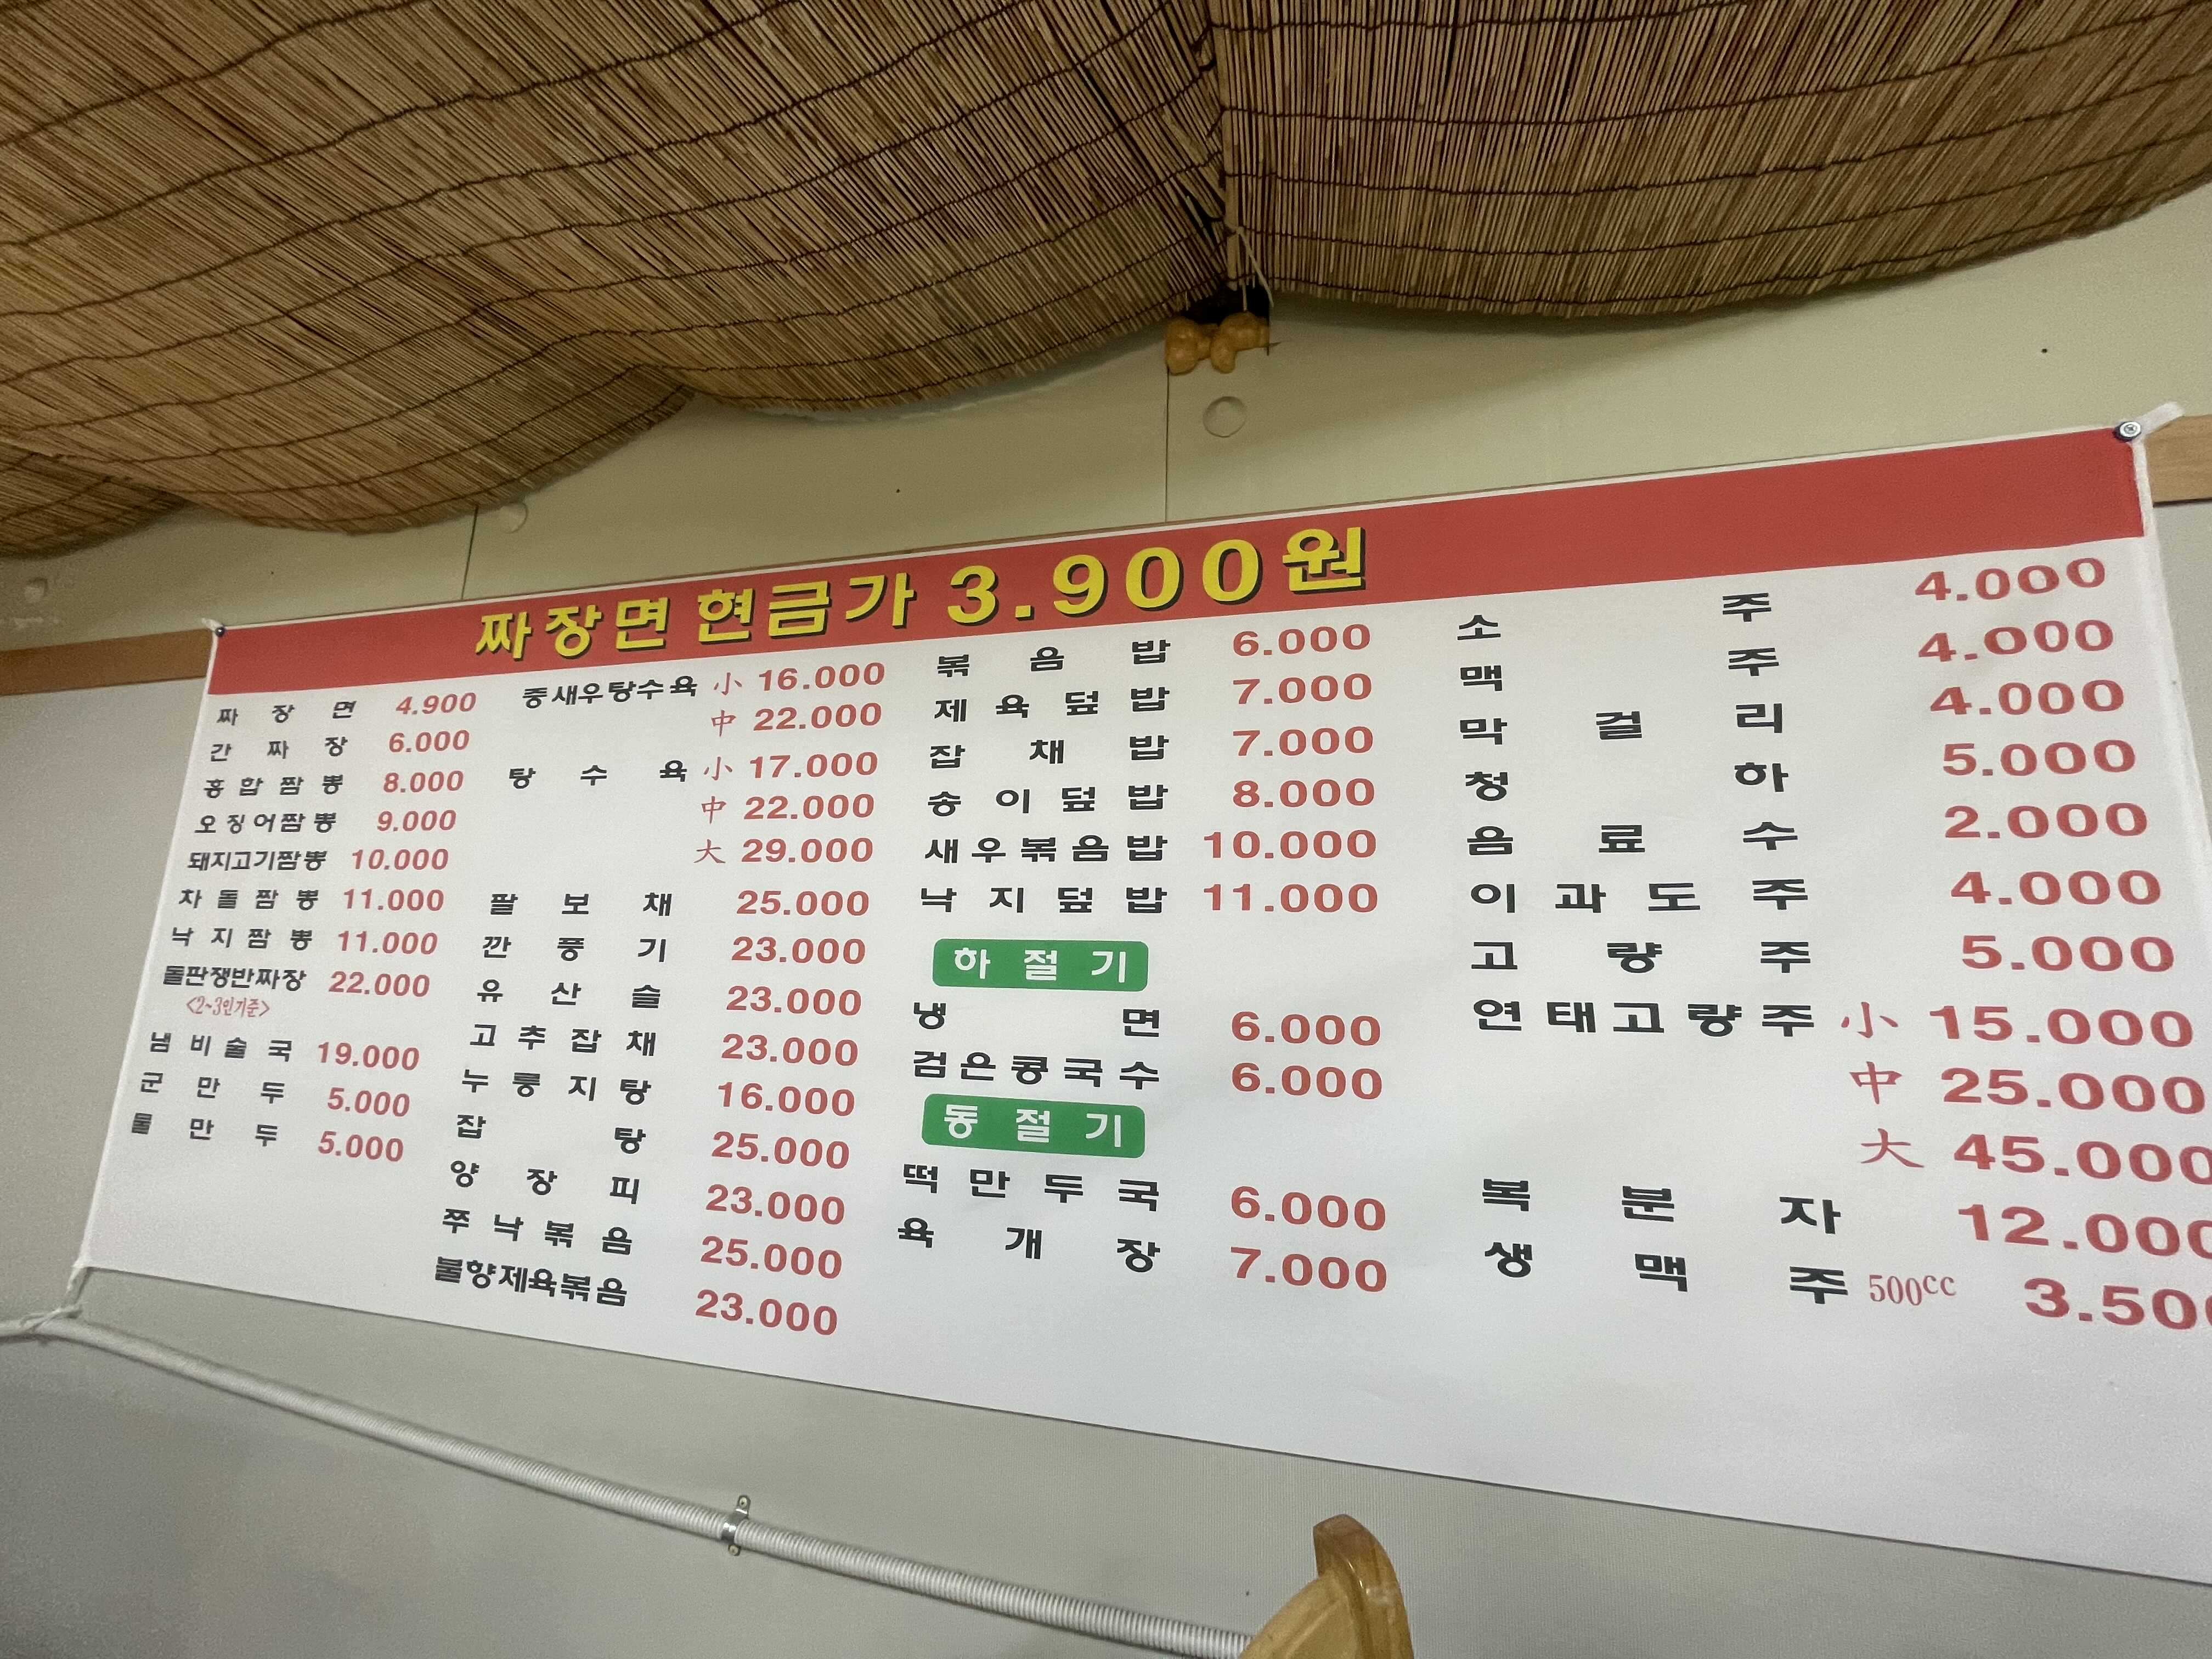 짜장면 현금가 3.900원
짜장면 4.900
간짜장 6.000
홍합짬뽕 8.000
오징어짬뽕 9.000
돼지고기짬뽕 10.000
차돌짬뽕 11.000
낙지짬뽕 11.000
돌판쟁반짜장 22.000
<2~3인기준>
냄비술국 19.000
군만두 5.000
물만두 5.000
중새우탕수육 小 16.000
中 22.000
탕수육 小 17.000
中 22.000
大 29.000
팔보채 25.000
깐풍기 23.000
유산슬 23.000
고추잡채 23.000
누룽지탕 16.000
잡탕 25.000
양장피 23.000
쭈낙볶음 25.000
불향제육볶음 23.000
볶음밥 6.000
제육덮밥 7.000
잡채밥 7.000
송이덮밥 8.000
새우볶음밥 10.000
낙지덮밥 11.000
하절기
냉면 6.000
검은콩국수 6.000
동절기
떡만두국 6.000
육개장 7.000
소주 4.000
맥주 4.000
막걸리 4.000
청하 5.000
음료수 2.000
이과도주 4.000
고량주 5.000
연태고량주 小 15.000
中 25.000
大 45.000
복분자 12.000
생맥주 500cc 3.500